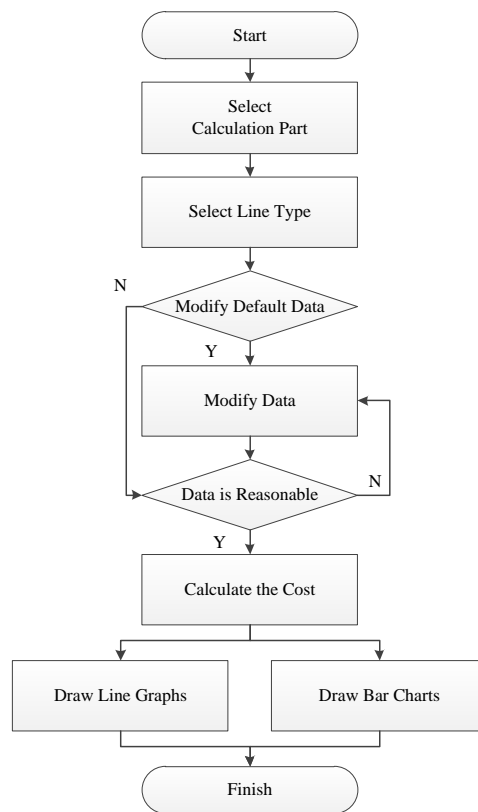 Start
Select
Calculation Part
Select Line Type
N
Modify Default Data
Y
Modify Data
Data is Reasonable
N
Y
Calculate the Cost
Draw Line Graphs
Draw Bar Charts
Finish